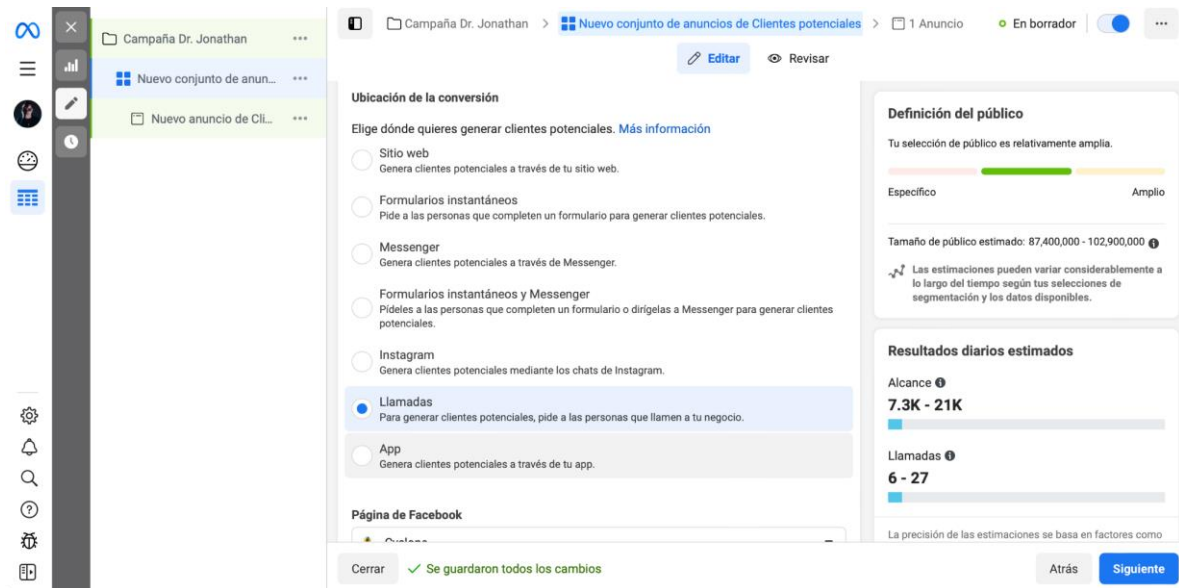 Campaña Dr. Jonathan
Nuevo conjunto de anun...
Nuevo anuncio de Cli...
Campaña Dr. Jonathan > Nuevo conjunto de anuncios de Clientes potenciales > 1 Anuncio
En borrador
Editar
Revisar
Ubicación de la conversión
Elige dónde quieres generar clientes potenciales. Más información
Sitio web
Genera clientes potenciales a través de tu sitio web.
Formularios instantáneos
Pide a las personas que completen un formulario para generar clientes potenciales.
Messenger
Genera clientes potenciales a través de Messenger.
Formularios instantáneos y Messenger
Pídeles a las personas que completen un formulario o dirígelas a Messenger para generar clientes
potenciales.
Instagram
Genera clientes potenciales mediante los chats de Instagram.
Llamadas
Para generar clientes potenciales, pide a las personas que llamen a tu negocio.
App
Genera clientes potenciales a través de tu app.
Página de Facebook
Definición del público
Tu selección de público es relativamente amplia.
Específico
Amplio
Tamaño de público estimado: 87,400,000 - 102,900,000
Las estimaciones pueden variar considerablemente a
lo largo del tiempo según tus selecciones de
segmentación y los datos disponibles.
Resultados diarios estimados
Alcance
7.3K - 21K
Llamadas
6 - 27
La precisión de las estimaciones se basa en factores como
Cerrar
Se guardaron todos los cambios
Atrás
Siguiente